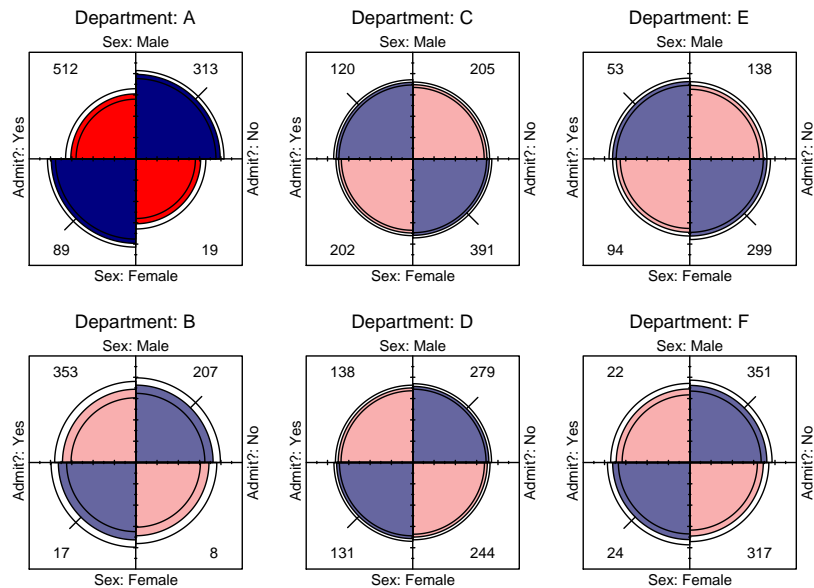 Department: A
Sex: Male
512 313
Admit?: Yes
Admit?: No
89 19
Sex: Female
Department: C
Sex: Male
120 205
Admit?: Yes
Admit?: No
202 391
Sex: Female
Department: E
Sex: Male
53 138
Admit?: Yes
Admit?: No
94 299
Sex: Female
Department: B
Sex: Male
353 207
Admit?: Yes
Admit?: No
17 8
Sex: Female
Department: D
Sex: Male
138 279
Admit?: Yes
Admit?: No
131 244
Sex: Female
Department: F
Sex: Male
22 351
Admit?: Yes
Admit?: No
24 317
Sex: Female